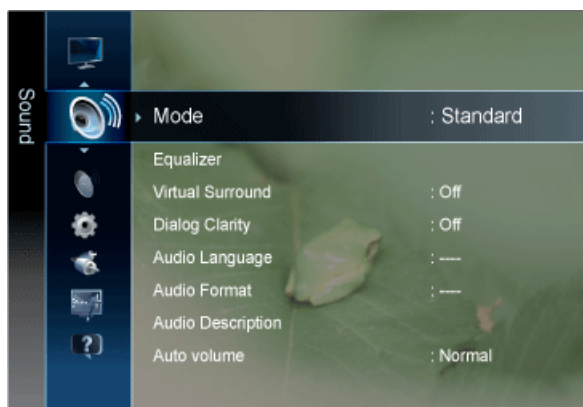 Sound
Mode : Standard
Equalizer
Virtual Surround : Off
Dialog Clarity : Off
Audio Language : ----
Audio Format : ----
Audio Description
Auto volume : Normal
?